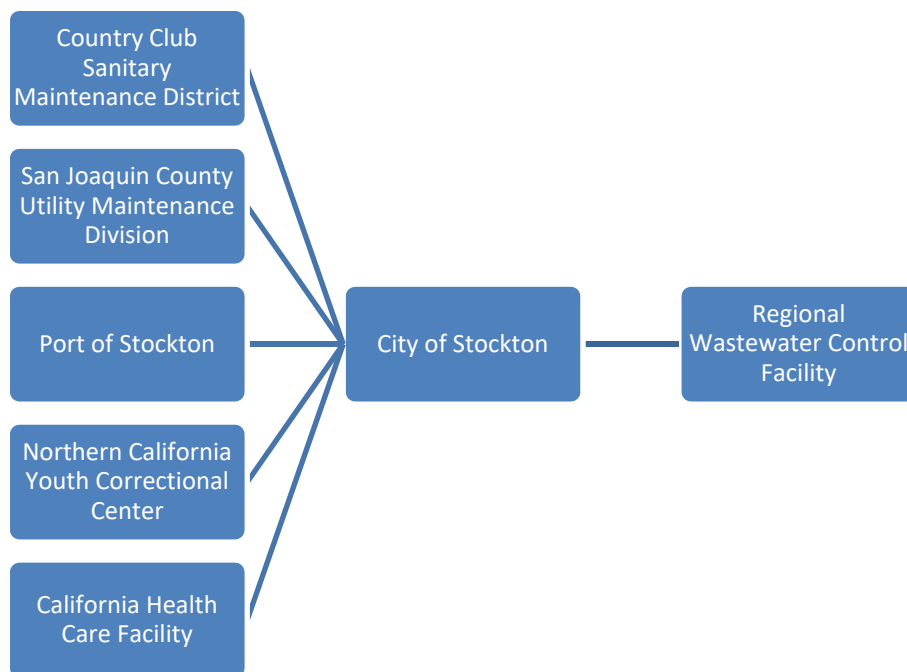 Country Club
Sanitary
Maintenance District
San Joaquin County
Utility Maintenance
Division
Port of Stockton
Northern California
Youth Correctional
Center
California Health
Care Facility
City of Stockton
Regional
Wastewater Control
Facility